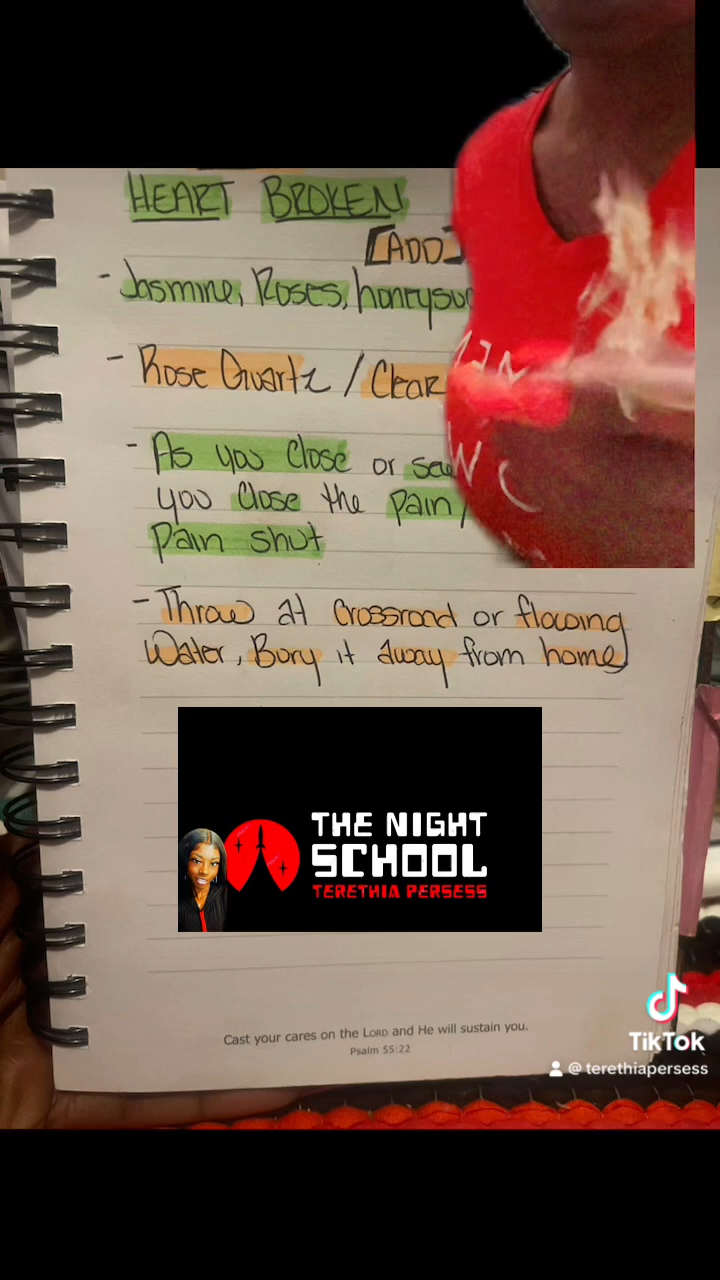 HEART BROKEN
[ADD]
- Jasmine, Roses, honeysuc
- Rose Quartz / Clear
- As you close or sew
you close the pain/
pain shut
- Throw at Crossroad or flowing
Water, Bury it away from home
THE NIGHT
SCHOOL
TERETHIA PERSESS
Cast your cares on the LORD and He will sustain you.
Psalm 55:22
TikTok
@terethiapersess